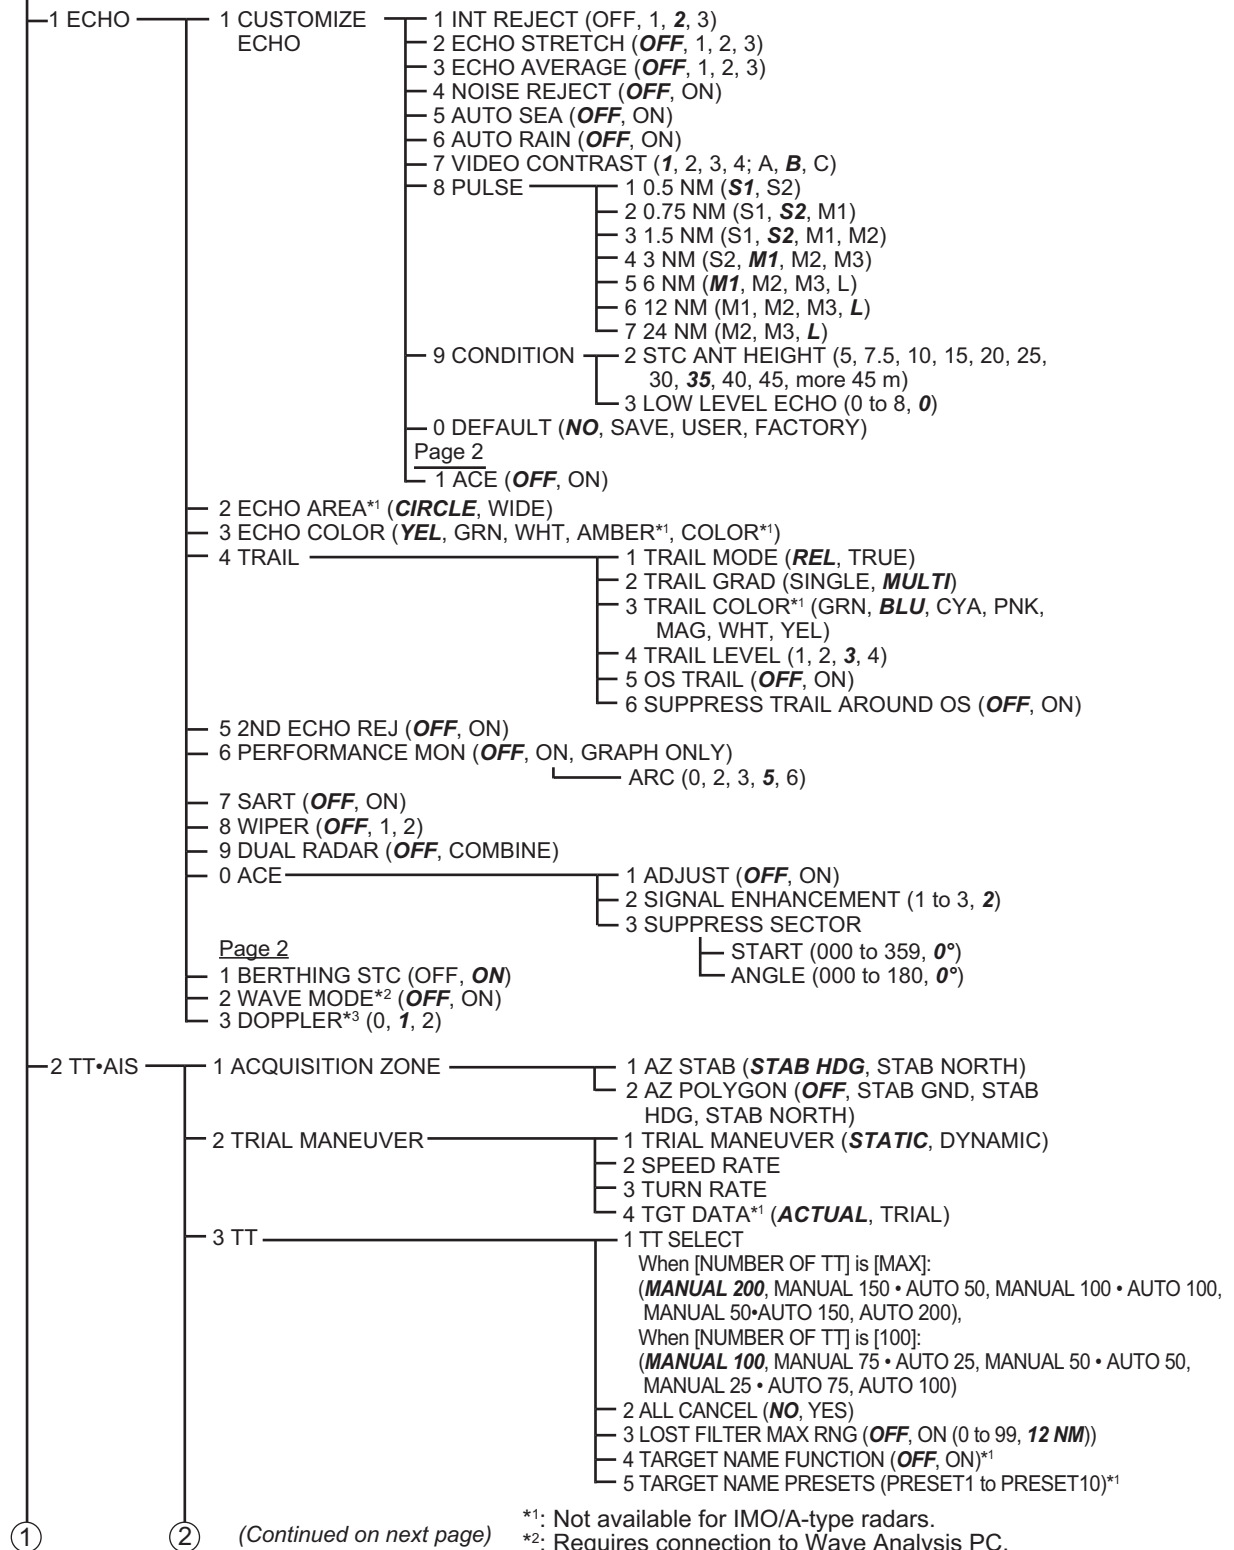 1 ECHO
1 CUSTOMIZE ECHO
1 INT REJECT (OFF, 1, 2, 3)
2 ECHO STRETCH (OFF, 1, 2, 3)
3 ECHO AVERAGE (OFF, 1, 2, 3)
4 NOISE REJECT (OFF, ON)
5 AUTO SEA (OFF, ON)
6 AUTO RAIN (OFF, ON)
7 VIDEO CONTRAST (1, 2, 3, 4; A, B, C)
8 PULSE
1 0.5 NM (S1, S2)
2 0.75 NM (S1, S2, M1)
3 1.5 NM (S1, S2, M1, M2)
4 3 NM (S2, M1, M2, M3)
5 6 NM (M1, M2, M3, L)
6 12 NM (M1, M2, M3, L)
7 24 NM (M2, M3, L)
9 CONDITION
2 STC ANT HEIGHT (5, 7.5, 10, 15, 20, 25,
30, 35, 40, 45, more 45 m)
3 LOW LEVEL ECHO (0 to 8, 0)
0 DEFAULT (NO, SAVE, USER, FACTORY)
Page 2
1 ACE (OFF, ON)
2 ECHO AREA*1 (CIRCLE, WIDE)
3 ECHO COLOR (YEL, GRN, WHT, AMBER*1, COLOR*1)
4 TRAIL
1 TRAIL MODE (REL, TRUE)
2 TRAIL GRAD (SINGLE, MULTI)
3 TRAIL COLOR*1 (GRN, BLU, CYA, PNK,
MAG, WHT, YEL)
4 TRAIL LEVEL (1, 2, 3, 4)
5 OS TRAIL (OFF, ON)
6 SUPPRESS TRAIL AROUND OS (OFF, ON)
5 2ND ECHO REJ (OFF, ON)
6 PERFORMANCE MON (OFF, ON, GRAPH ONLY)
ARC (0, 2, 3, 5, 6)
7 SART (OFF, ON)
8 WIPER (OFF, 1, 2)
9 DUAL RADAR (OFF, COMBINE)
0 ACE
1 ADJUST (OFF, ON)
2 SIGNAL ENHANCEMENT (1 to 3, 2)
3 SUPPRESS SECTOR
START (000 to 359, 0°)
ANGLE (000 to 180, 0°)
Page 2
1 BERTHING STC (OFF, ON)
2 WAVE MODE*2 (OFF, ON)
3 DOPPLER*3 (0, 1, 2)
2 TT•AIS
1 ACQUISITION ZONE
1 AZ STAB (STAB HDG, STAB NORTH)
2 AZ POLYGON (OFF, STAB GND, STAB
HDG, STAB NORTH)
2 TRIAL MANEUVER
1 TRIAL MANEUVER (STATIC, DYNAMIC)
2 SPEED RATE
3 TURN RATE
4 TGT DATA*1 (ACTUAL, TRIAL)
3 TT
1 TT SELECT
When [NUMBER OF TT] is [MAX]:
(MANUAL 200, MANUAL 150 • AUTO 50, MANUAL 100 • AUTO 100,
MANUAL 50•AUTO 150, AUTO 200),
When [NUMBER OF TT] is [100]:
(MANUAL 100, MANUAL 75 • AUTO 25, MANUAL 50 • AUTO 50,
MANUAL 25 • AUTO 75, AUTO 100)
2 ALL CANCEL (NO, YES)
3 LOST FILTER MAX RNG (OFF, ON (0 to 99, 12 NM))
4 TARGET NAME FUNCTION (OFF, ON)*1
5 TARGET NAME PRESETS (PRESET1 to PRESET10)*1
1
2
(Continued on next page)
*1: Not available for IMO/A-type radars.
*2: Requires connection to Wave Analysis PC.